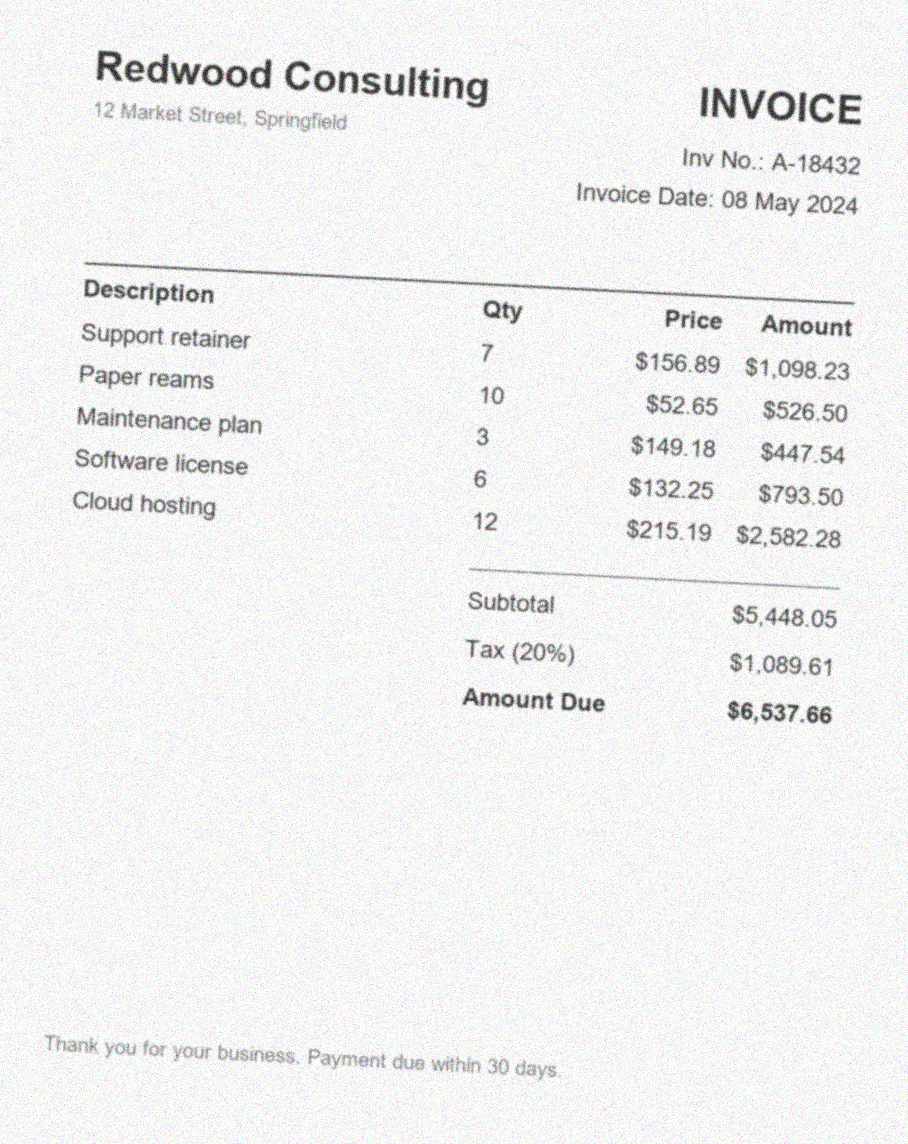 Redwood Consulting
12 Market Street, Springfield
INVOICE
Inv No.: A-18432
Invoice Date: 08 May 2024
Description Qty Price Amount
Support retainer 7 $156.89 $1,098.23
Paper reams 10 $52.65 $526.50
Maintenance plan 3 $149.18 $447.54
Software license 6 $132.25 $793.50
Cloud hosting 12 $215.19 $2,582.28
Subtotal $5,448.05
Tax (20%) $1,089.61
Amount Due $6,537.66
Thank you for your business. Payment due within 30 days.